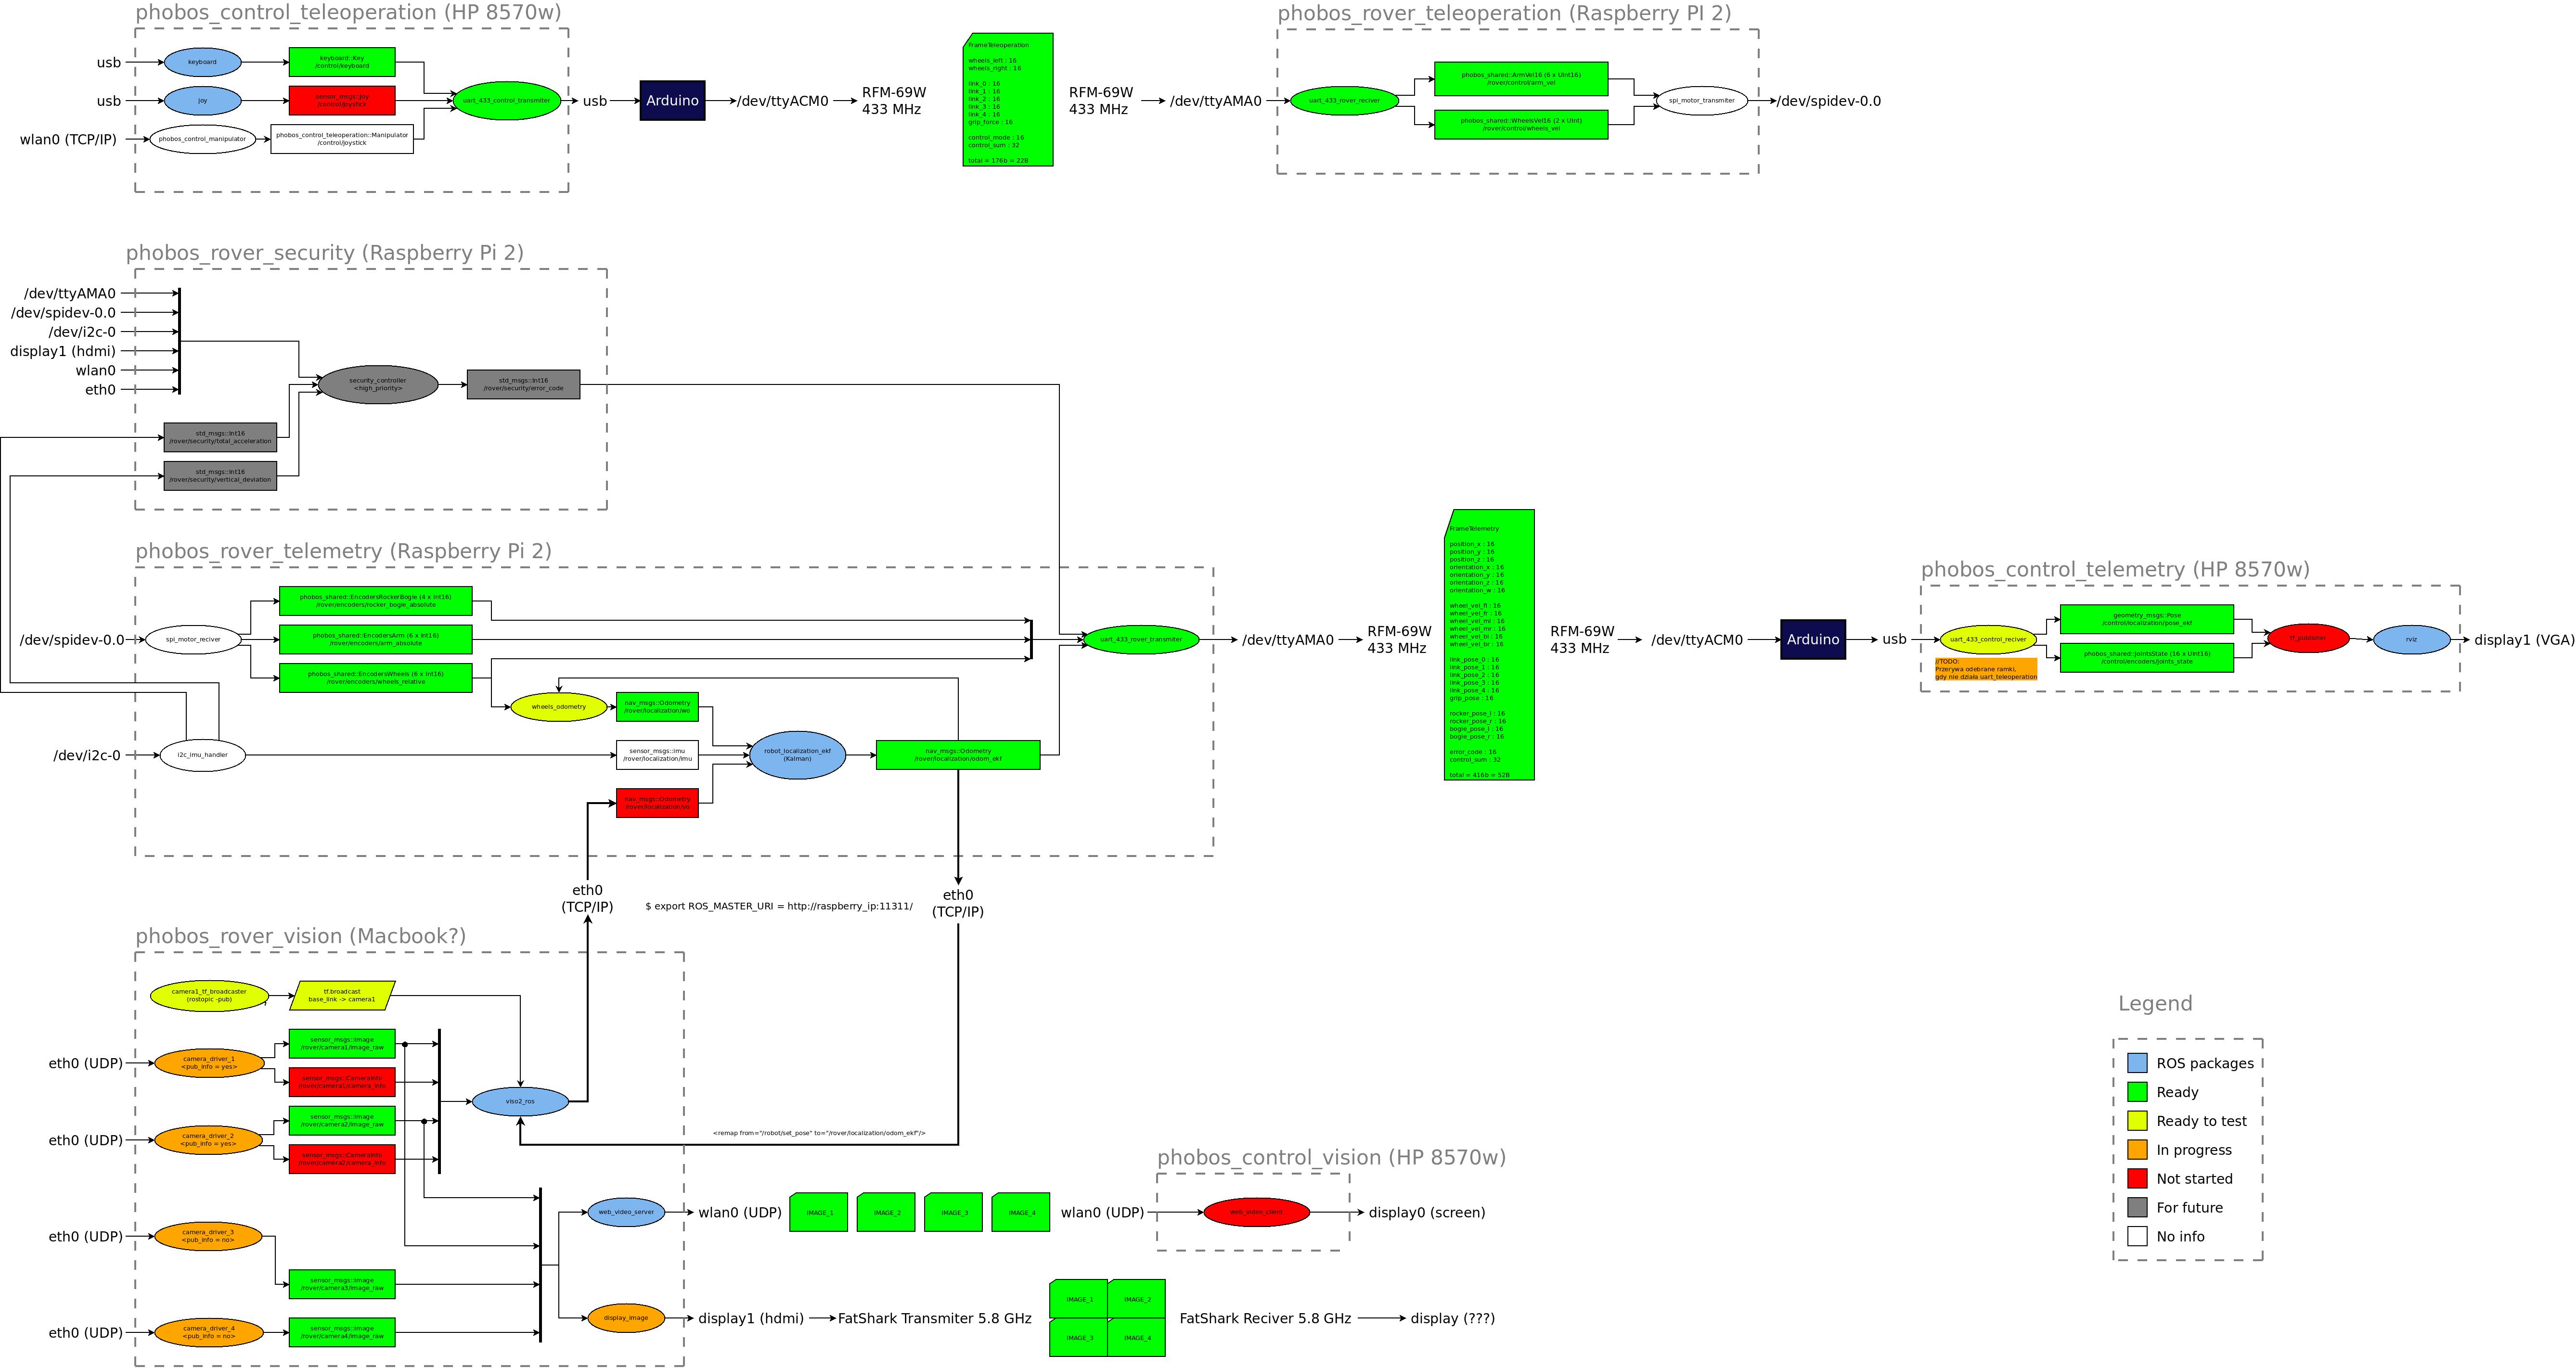 phobos_control_teleoperation (HP 8570w)
usb
keyboard
keyboard::Key
/control/keyboard
usb
joy
sensor_msgs::Joy
/control/joystick
wlan0 (TCP/IP)
phobos_control_manipulator
phobos_control_teleoperation::Manipulator
/control/joystick
uart_433_control_transmiter
usb
Arduino
/dev/ttyACM0
RFM-69W
433 MHz
FrameTeleoperation
wheels_left : 16
wheels_right : 16
link_0 : 16
link_1 : 16
link_2 : 16
link_3 : 16
link_4 : 16
grip_force : 16
control_mode : 16
control_sum : 32
total = 176b = 22B
RFM-69W
433 MHz
/dev/ttyAMA0
phobos_rover_teleoperation (Raspberry PI 2)
uart_433_rover_reciver
phobos_shared::ArmVel16 (6 x UInt16)
/rover/control/arm_vel
phobos_shared::WheelsVel16 (2 x UInt)
/rover/control/wheels_vel
spi_motor_transmiter
/dev/spidev-0.0
phobos_rover_security (Raspberry Pi 2)
/dev/ttyAMA0
/dev/spidev-0.0
/dev/i2c-0
display1 (hdmi)
wlan0
eth0
security_controller
<high_priority>
std_msgs::Int16
/rover/security/error_code
std_msgs::Int16
/rover/security/total_acceleration
std_msgs::Int16
/rover/security/vertical_deviation
phobos_rover_telemetry (Raspberry Pi 2)
/dev/spidev-0.0
spi_motor_reciver
phobos_shared::EncodersRockerBogie (4 x Int16)
/rover/encoders/rocker_bogie_absolute
phobos_shared::EncodersArm (6 x Int16)
/rover/encoders/arm_absolute
phobos_shared::EncodersWheels (6 x Int16)
/rover/encoders/wheels_relative
wheels_odometry
nav_msgs::Odometry
/rover/localization/wo
/dev/i2c-0
i2c_imu_handler
sensor_msgs::Imu
/rover/localization/imu
nav_msgs::Odometry
/rover/localization/vo
robot_localization_ekf
(Kalman)
nav_msgs::Odometry
/rover/localization/odom_ekf
uart_433_rover_transmiter
/dev/ttyAMA0
RFM-69W
433 MHz
FrameTelemetry
position_x : 16
position_y : 16
position_z : 16
orientation_x : 16
orientation_y : 16
orientation_z : 16
orientation_w : 16
wheel_vel_fl : 16
wheel_vel_fr : 16
wheel_vel_ml : 16
wheel_vel_mr : 16
wheel_vel_bl : 16
wheel_vel_br : 16
link_pose_0 : 16
link_pose_1 : 16
link_pose_2 : 16
link_pose_3 : 16
link_pose_4 : 16
grip_pose : 16
rocker_pose_l : 16
rocker_pose_r : 16
bogie_pose_l : 16
bogie_pose_r : 16
error_code : 16
control_sum : 32
total = 416b = 52B
RFM-69W
433 MHz
/dev/ttyACM0
Arduino
usb
phobos_control_telemetry (HP 8570w)
uart_433_control_reciver
//TODO:
Przerywa odebrane ramki,
gdy nie działa uart_teleoperation
geometry_msgs::Pose
/control/localization/pose_ekf
phobos_shared::JointsState (16 x UInt16)
/control/encoders/joints_state
tf_publisher
rviz
display1 (VGA)
eth0
(TCP/IP)
$ export ROS_MASTER_URI = http://raspberry_ip:11311/
eth0
(TCP/IP)
phobos_rover_vision (Macbook?)
camera1_tf_broadcaster
(rostopic -pub)
tf.broadcast
base_link -> camera1
eth0 (UDP)
camera_driver_1
<pub_info = yes>
sensor_msgs::Image
/rover/camera1/image_raw
sensor_msgs::CameraInfo
/rover/camera1/camera_info
eth0 (UDP)
camera_driver_2
<pub_info = yes>
sensor_msgs::Image
/rover/camera2/image_raw
sensor_msgs::CameraInfo
/rover/camera2/camera_info
viso2_ros
<remap from="/robot/set_pose" to="/rover/localization/odom_ekf"/>
eth0 (UDP)
camera_driver_3
<pub_info = no>
sensor_msgs::Image
/rover/camera3/image_raw
eth0 (UDP)
camera_driver_4
<pub_info = no>
sensor_msgs::Image
/rover/camera4/image_raw
web_video_server
wlan0 (UDP)
IMAGE_1
IMAGE_2
IMAGE_3
IMAGE_4
wlan0 (UDP)
phobos_control_vision (HP 8570w)
web_video_client
display0 (screen)
display_image
display1 (hdmi)
FatShark Transmiter 5.8 GHz
IMAGE_1
IMAGE_2
IMAGE_3
IMAGE_4
FatShark Reciver 5.8 GHz
display (???)
Legend
ROS packages
Ready
Ready to test
In progress
Not started
For future
No info